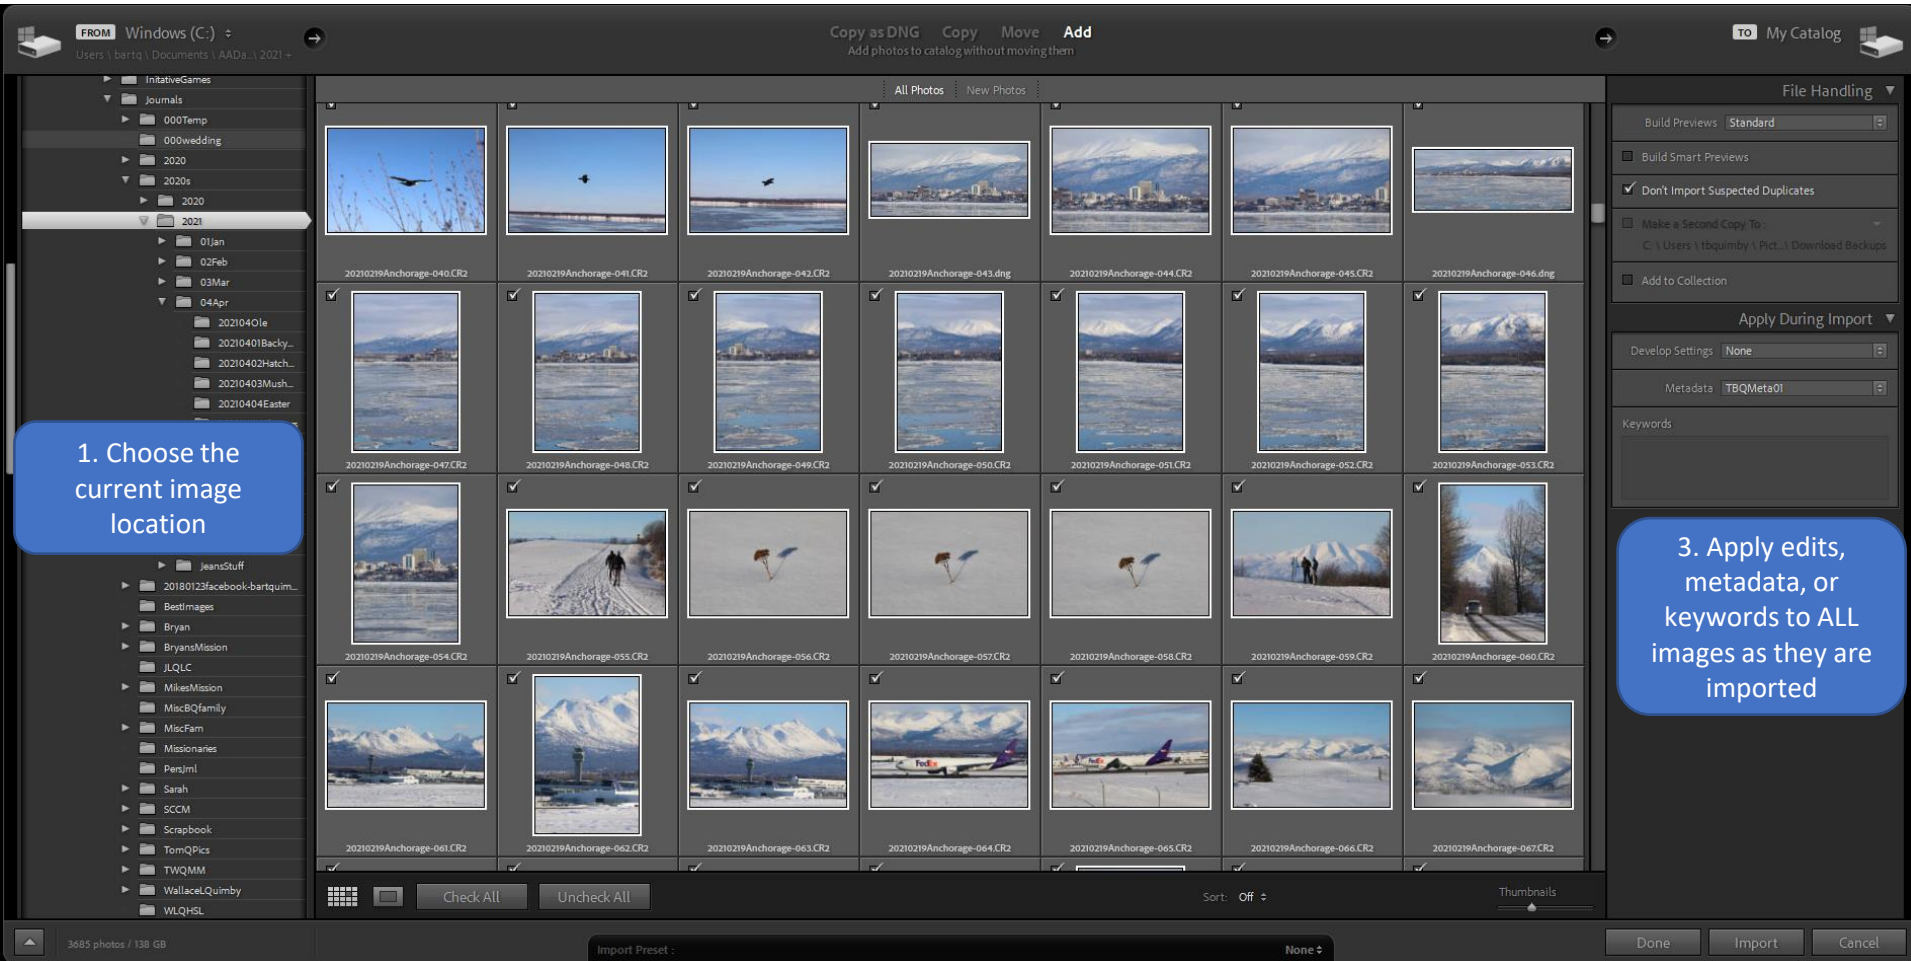 FROM Windows (C:)
Users \ bartq \ Documents \ AADa...\ 2021 +
Copy as DNG Copy Move Add
Add photos to catalog without moving them
TO My Catalog
InitativeGames
Journals
000Temp
000wedding
2020
2020s
2020
2021
01Jan
02Feb
03Mar
04Apr
202104Ole
20210401Backy...
20210402Hatch...
20210403Mush...
20210404Easter
1. Choose the
current image
location
JeansStuff
20180123facebook-bartquim...
BestImages
Bryan
BryansMission
JLQLC
MikesMission
MiscBQfamily
MiscFam
Missionaries
PersJrnl
Sarah
SCCM
Scrapbook
TomQPics
TWQMM
WallaceLQuimby
WLQHSL
3685 photos / 138 GB
All Photos New Photos
20210219Anchorage-040.CR2 20210219Anchorage-041.CR2 20210219Anchorage-042.CR2 20210219Anchorage-043.dng 20210219Anchorage-044.CR2 20210219Anchorage-045.CR2 20210219Anchorage-046.dng
20210219Anchorage-047.CR2 20210219Anchorage-048.CR2 20210219Anchorage-049.CR2 20210219Anchorage-050.CR2 20210219Anchorage-051.CR2 20210219Anchorage-052.CR2 20210219Anchorage-053.CR2
20210219Anchorage-054.CR2 20210219Anchorage-055.CR2 20210219Anchorage-056.CR2 20210219Anchorage-057.CR2 20210219Anchorage-058.CR2 20210219Anchorage-059.CR2 20210219Anchorage-060.CR2
FedEx
20210219Anchorage-061.CR2 20210219Anchorage-062.CR2 20210219Anchorage-063.CR2 20210219Anchorage-064.CR2 20210219Anchorage-065.CR2 20210219Anchorage-066.CR2 20210219Anchorage-067.CR2
Check All Uncheck All Sort: Off Thumbnails
Import Preset : None
File Handling
Build Previews Standard
Build Smart Previews
Don't Import Suspected Duplicates
Make a Second Copy To :
C: \ Users \ tbquimby \ Pict...\ Download Backups
Add to Collection
Apply During Import
Develop Settings None
Metadata TBQMeta01
Keywords
3. Apply edits,
metadata, or
keywords to ALL
images as they are
imported
Done Import Cancel